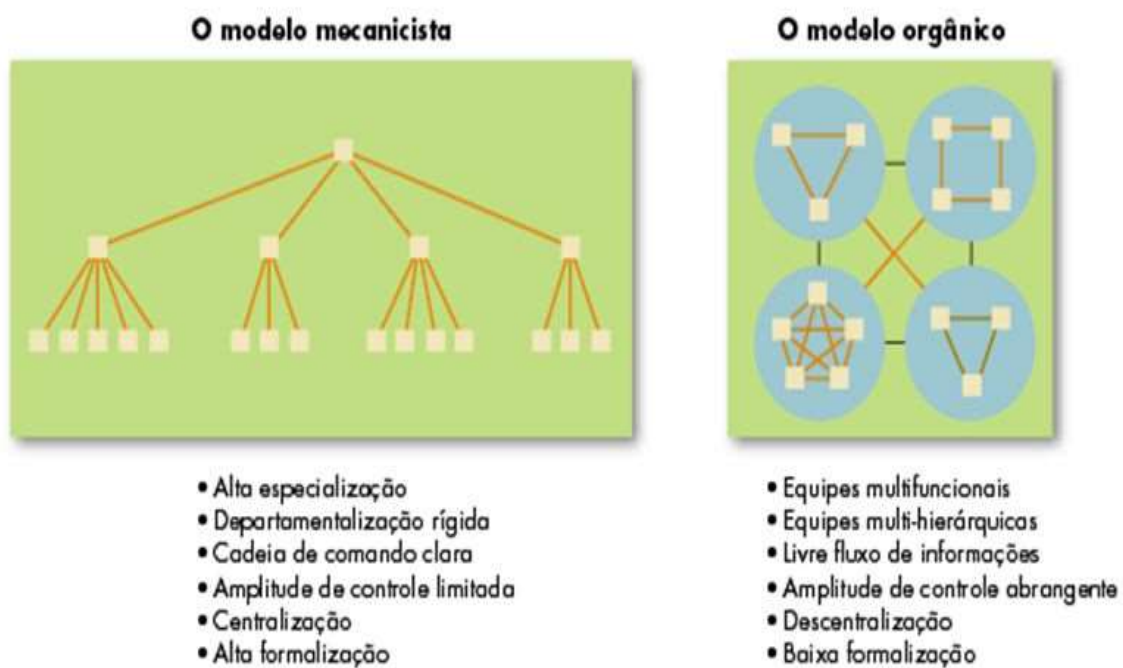 O modelo mecanicista
• Alta especialização
• Departamentalização rígida
• Cadeia de comando clara
• Amplitude de controle limitada
• Centralização
• Alta formalização
O modelo orgânico
• Equipes multifuncionais
• Equipes multi-hierárquicas
• Livre fluxo de informações
• Amplitude de controle abrangente
• Descentralização
• Baixa formalização